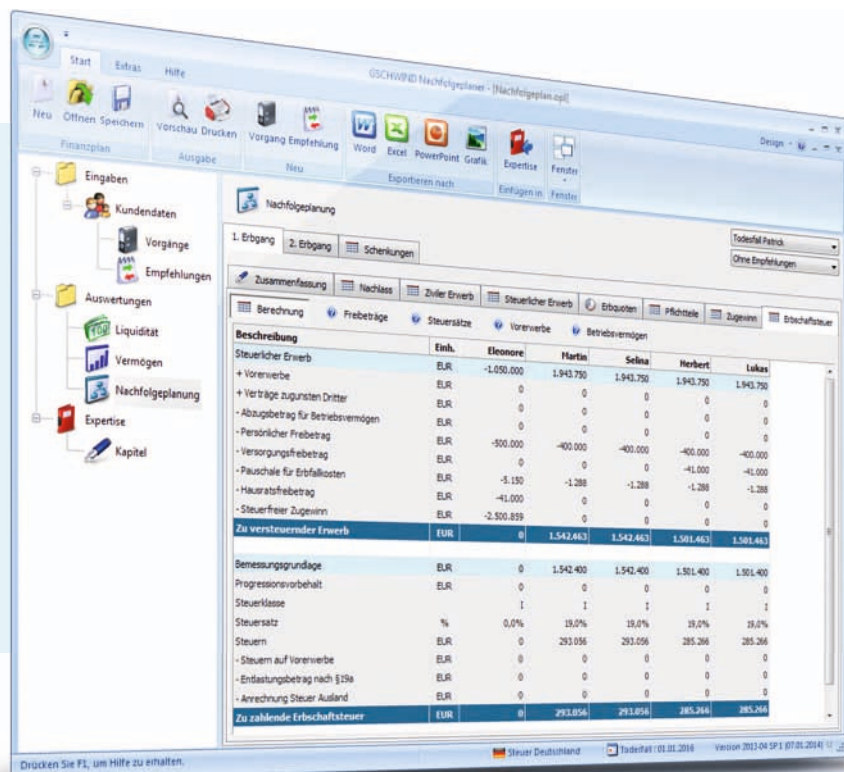 GSCHWIND Nachfolgeplaner - [Nachfolgeplan.opl]
Start Extras Hilfe
Design
Neu Öffnen Speichern Vorschau Drucken Vorgang Empfehlung Word Excel PowerPoint Grafik Expertise Fenster
Finanzplan Ausgabe Neu Exportieren nach Einfügen in Fenster
Eingaben
Kundendaten
Vorgänge
Empfehlungen
Auswertungen
Liquidität
Vermögen
Nachfolgeplanung
Expertise
Kapitel
Nachfolgeplanung
Todesfall Patrick
Ohne Empfehlungen
1. Erbgang 2. Erbgang Schenkungen
Zusammenfassung Nachlass Ziviler Erwerb Steuerlicher Erwerb Erbquoten Pflichtteile Zugewinn Erbschaftsteuer
Berechnung Freibeträge Steuersätze Vorerwerbe Betriebsvermögen
Beschreibung Einh. Eleonore Martin Selina Herbert Lukas
Steuerlicher Erwerb EUR -1.050.000 1.943.750 1.943.750 1.943.750 1.943.750
+ Vorerwerbe EUR 0 0 0 0 0
+ Verträge zugunsten Dritter EUR 0 0 0 0 0
- Abzugsbetrag für Betriebsvermögen EUR 0 0 0 0 0
- Persönlicher Freibetrag EUR -500.000 -400.000 -400.000 -400.000 -400.000
- Versorgungsfreibetrag EUR 0 0 0 -41.000 -41.000
- Pauschale für Erbfallkosten EUR -5.150 -1.288 -1.288 -1.288 -1.288
- Hausratsfreibetrag EUR -41.000 0 0 0 0
- Steuerfreier Zugewinn EUR -2.500.859 0 0 0 0
Zu versteuernder Erwerb EUR 0 1.542.463 1.542.463 1.501.463 1.501.463
Bemessungsgrundlage EUR 0 1.542.400 1.542.400 1.501.400 1.501.400
Progressionsvorbehalt EUR 0 0 0 0 0
Steuerklasse I I I I I
Steuersatz % 0,0% 19,0% 19,0% 19,0% 19,0%
Steuern EUR 0 293.056 293.056 285.266 285.266
- Steuern auf Vorerwerbe EUR 0 0 0 0 0
- Entlastungsbetrag nach §19a EUR 0 0 0 0 0
- Anrechnung Steuer Ausland EUR 0 0 0 0 0
Zu zahlende Erbschaftsteuer EUR 0 293.056 293.056 285.266 285.266
Drücken Sie F1, um Hilfe zu erhalten. Steuer Deutschland Todesfall: 01.01.2016 Version 2013-04 SP1 (07.01.2014)